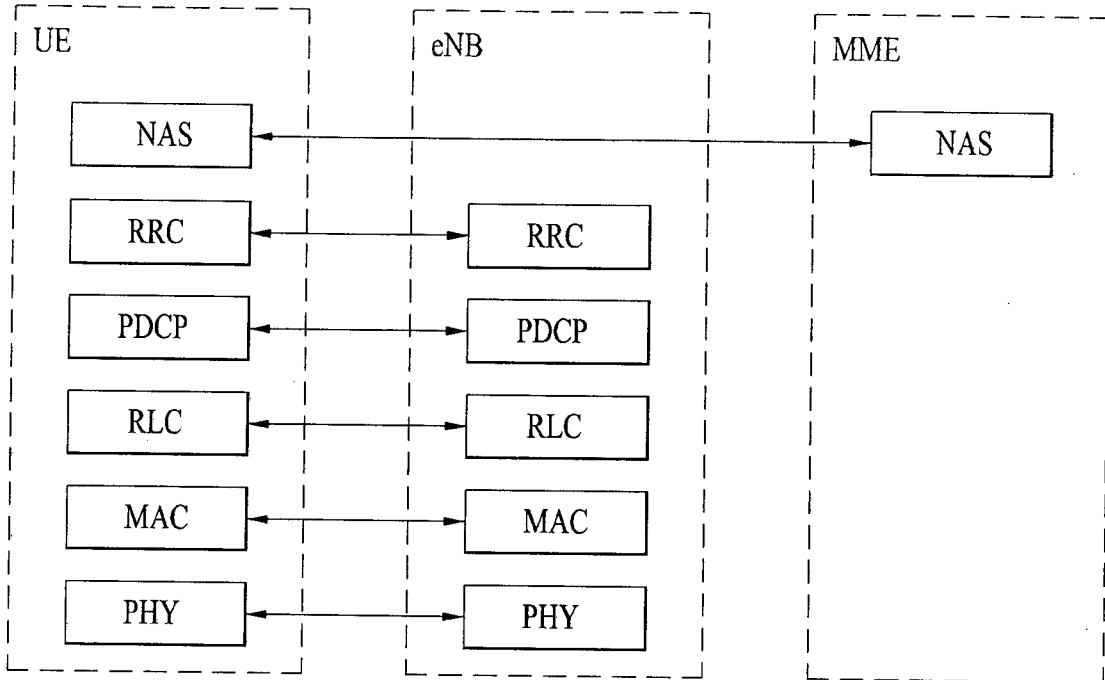 UE eNB MME
NAS NAS
RRC RRC
PDCP PDCP
RLC RLC
MAC MAC
PHY PHY